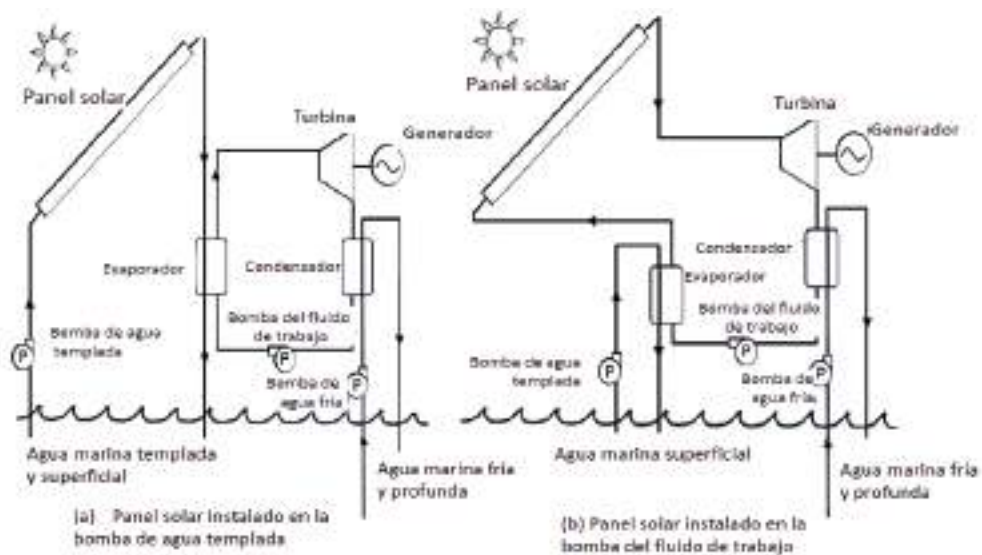 Panel solar
Turbina
Generador
Evaporador
Condensador
Bomba del fluido
de trabajo
Bomba de agua
templada
P
P
P
Bomba de
agua fría
Agua marina templada
y superficial
Agua marina fría
y profunda
(a) Panel solar instalado en la
bomba de agua templada
Panel solar
Turbina
Generador
Condensador
Evaporador
Bomba del fluido
de trabajo
Bomba de agua
templada
P
P
P
Bomba de
agua fría
Agua marina superficial
Agua marina fría
y profunda
(b) Panel solar instalado en la
bomba del fluido de trabajo